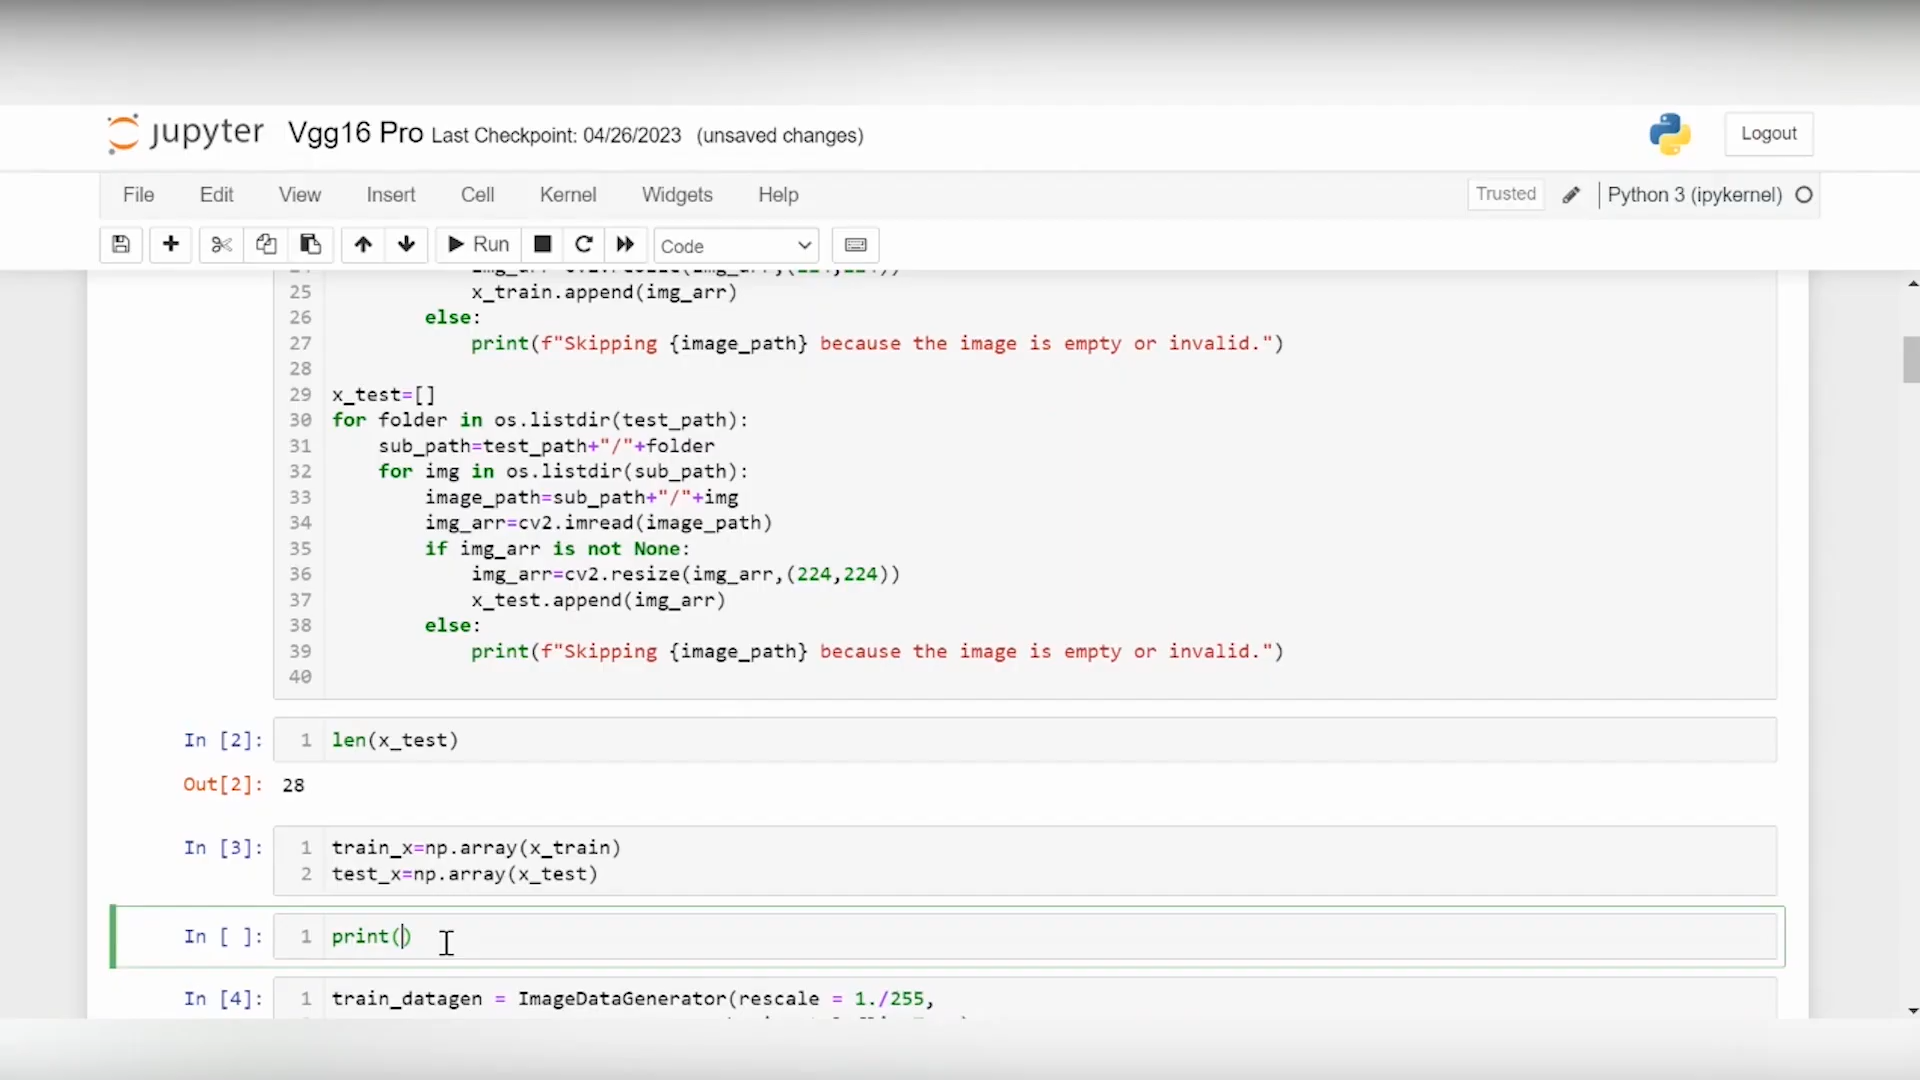 jupyter Vgg16 Pro Last Checkpoint: 04/26/2023 (unsaved changes) Logout
File Edit View Insert Cell Kernel Widgets Help Trusted Python 3 (ipykernel)
Run Code
25 x_train.append(img_arr)
26 else:
27 print(f"Skipping {image_path} because the image is empty or invalid.")
28
29 x_test=[]
30 for folder in os.listdir(test_path):
31 sub_path=test_path+"/"+folder
32 for img in os.listdir(sub_path):
33 image_path=sub_path+"/"+img
34 img_arr=cv2.imread(image_path)
35 if img_arr is not None:
36 img_arr=cv2.resize(img_arr,(224,224))
37 x_test.append(img_arr)
38 else:
39 print(f"Skipping {image_path} because the image is empty or invalid.")
40
In [2]: 1 len(x_test)
Out[2]: 28
In [3]: 1 train_x=np.array(x_train)
2 test_x=np.array(x_test)
In [ ]: 1 print()
In [4]: 1 train_datagen = ImageDataGenerator(rescale = 1./255,